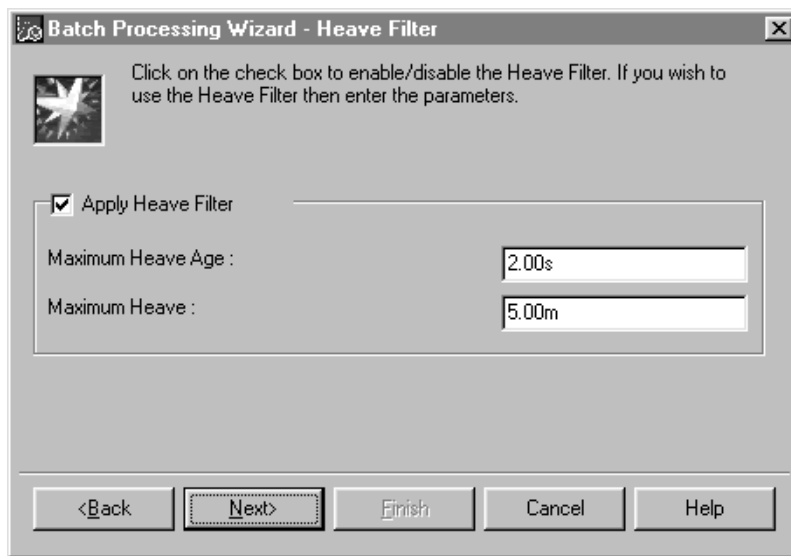 Batch Processing Wizard - Heave Filter
Click on the check box to enable/disable the Heave Filter. If you wish to
use the Heave Filter then enter the parameters.
Apply Heave Filter
Maximum Heave Age : 2.00s
Maximum Heave : 5.00m
<Back Next> Finish Cancel Help